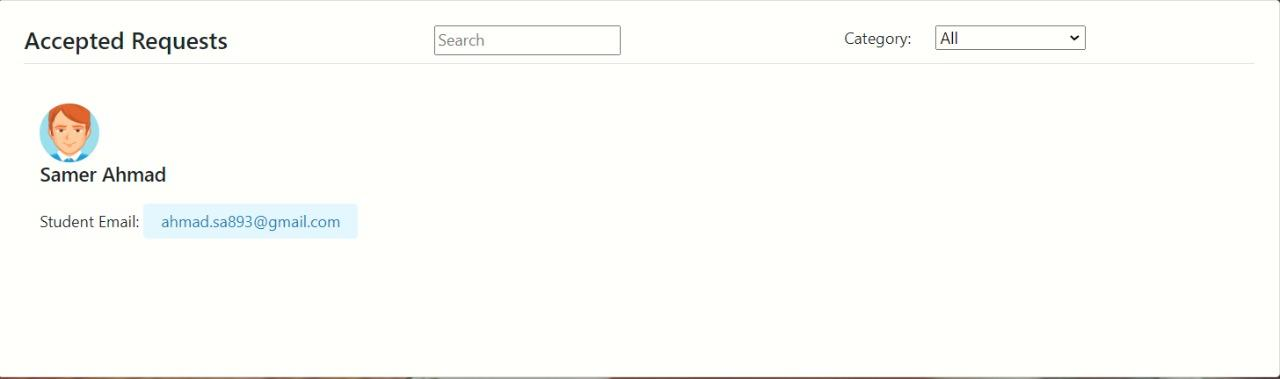 Accepted Requests
Search
Category:
All
Samer Ahmad
Student Email: ahmad.sa893@gmail.com